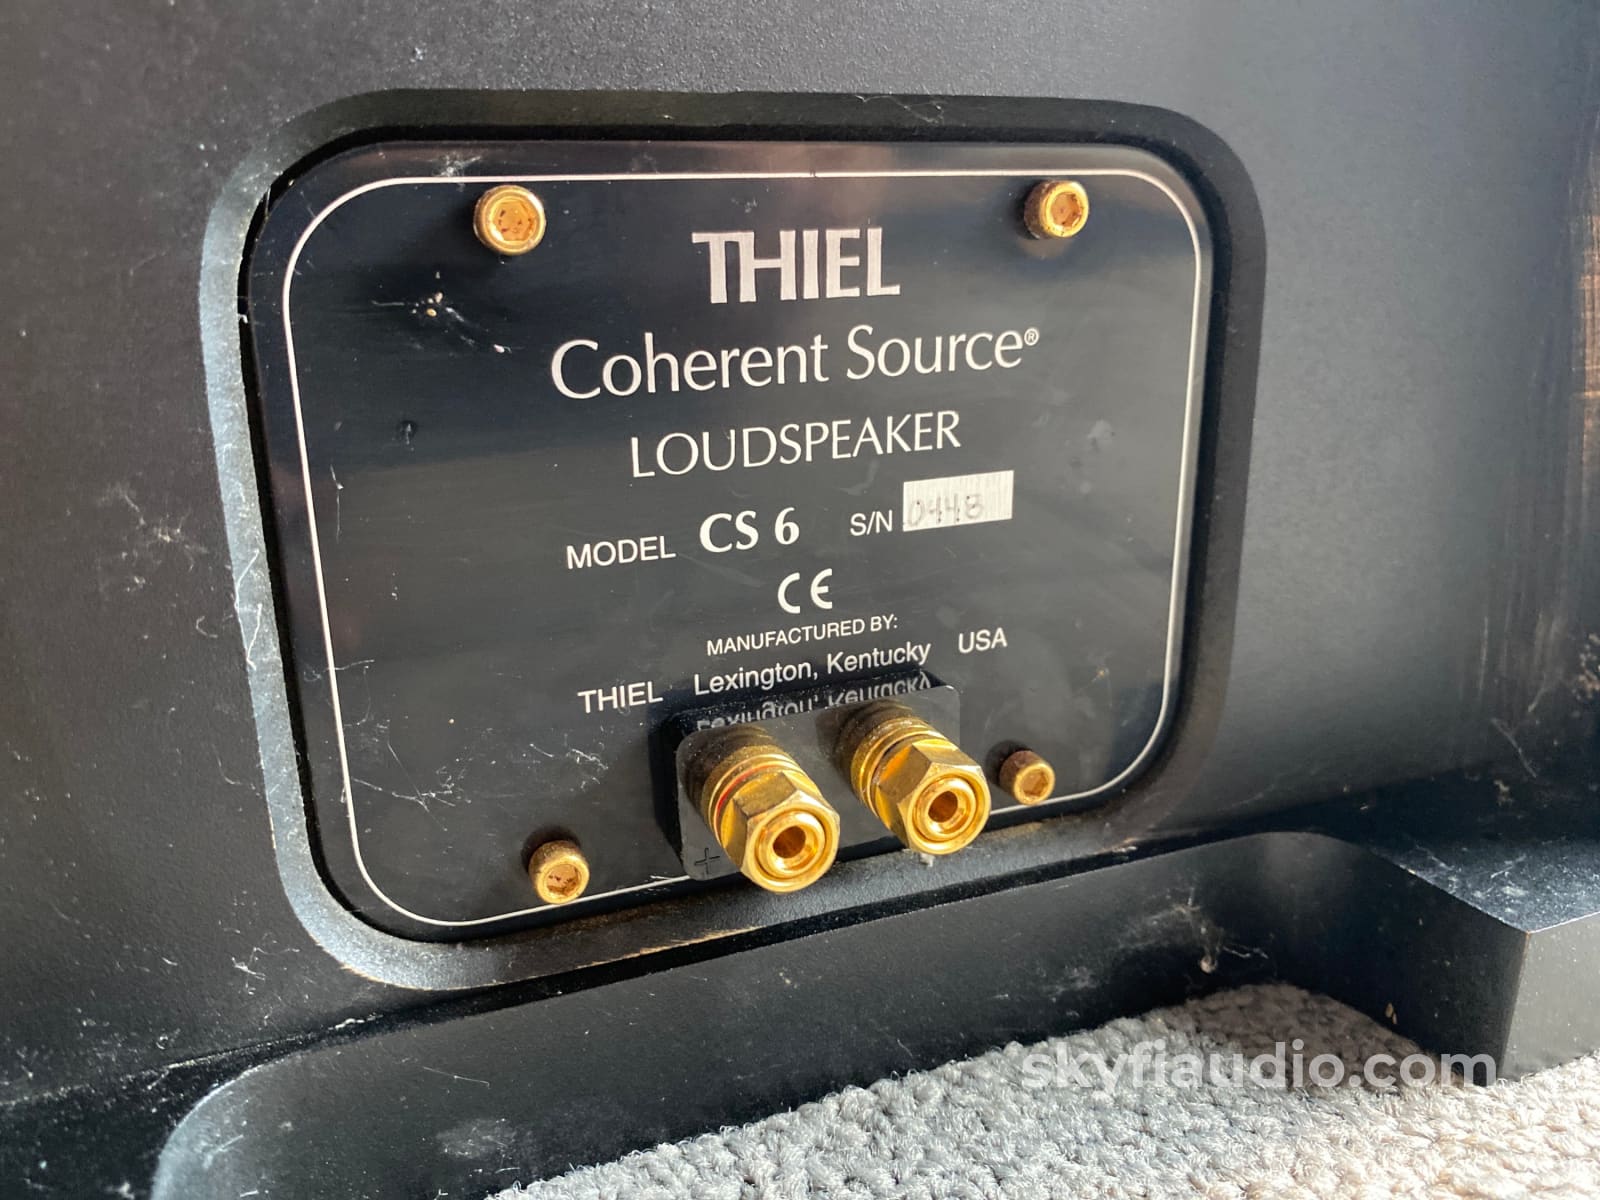 THIEL
Coherent Source®
LOUDSPEAKER
MODEL CS 6 S/N 0448
CE
MANUFACTURED BY:
THIEL Lexington, Kentucky USA
+
skyfiaudio.com